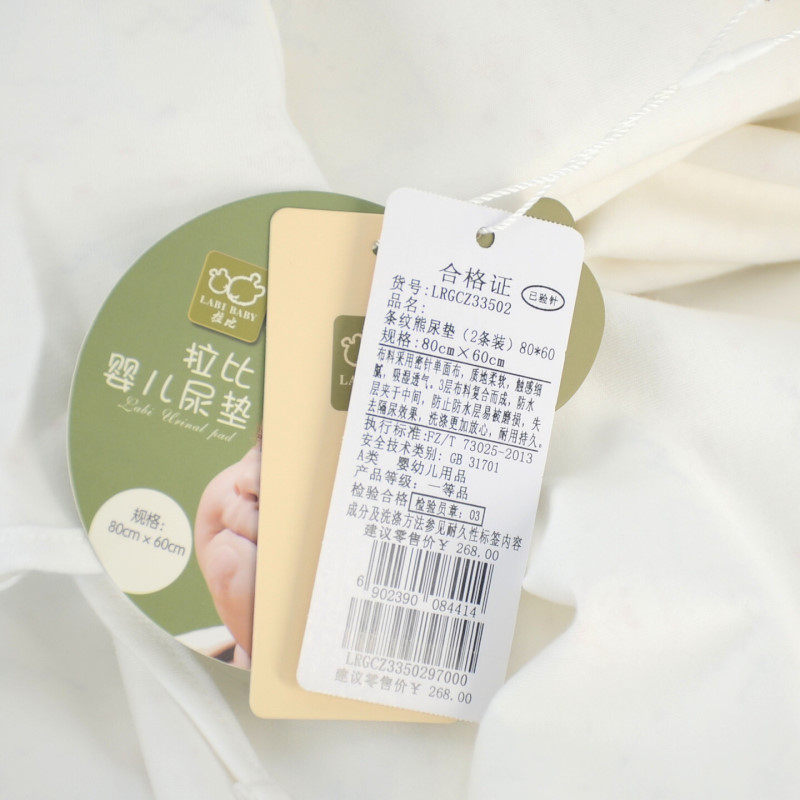 LABI BABY
拉比
拉比
婴儿尿垫
Labi Urinal pad
规格:
80cm x 60cm
LA
合格证
已验针
货号:LRGCZ33502
品名:
条纹熊尿垫（2条装）80*60
规格:80cm×60cm
布料采用密针单面布，质地柔软，触感细
腻，吸湿透气。3层布料复合而成，防水
层夹于中间，防止防水层易被磨损，失
去隔尿效果，洗涤更加放心，耐用持久。
执行标准:FZ/T 73025-2013
安全技术类别: GB 31701
A类 婴幼儿用品
产品等级: 一等品
检验合格 检验员章: 03
成分及洗涤方法参见耐久性标签内容
建议零售价￥ 268.00
6 902390 084414
LRGCZ3350297000
建议零售价￥ 268.00